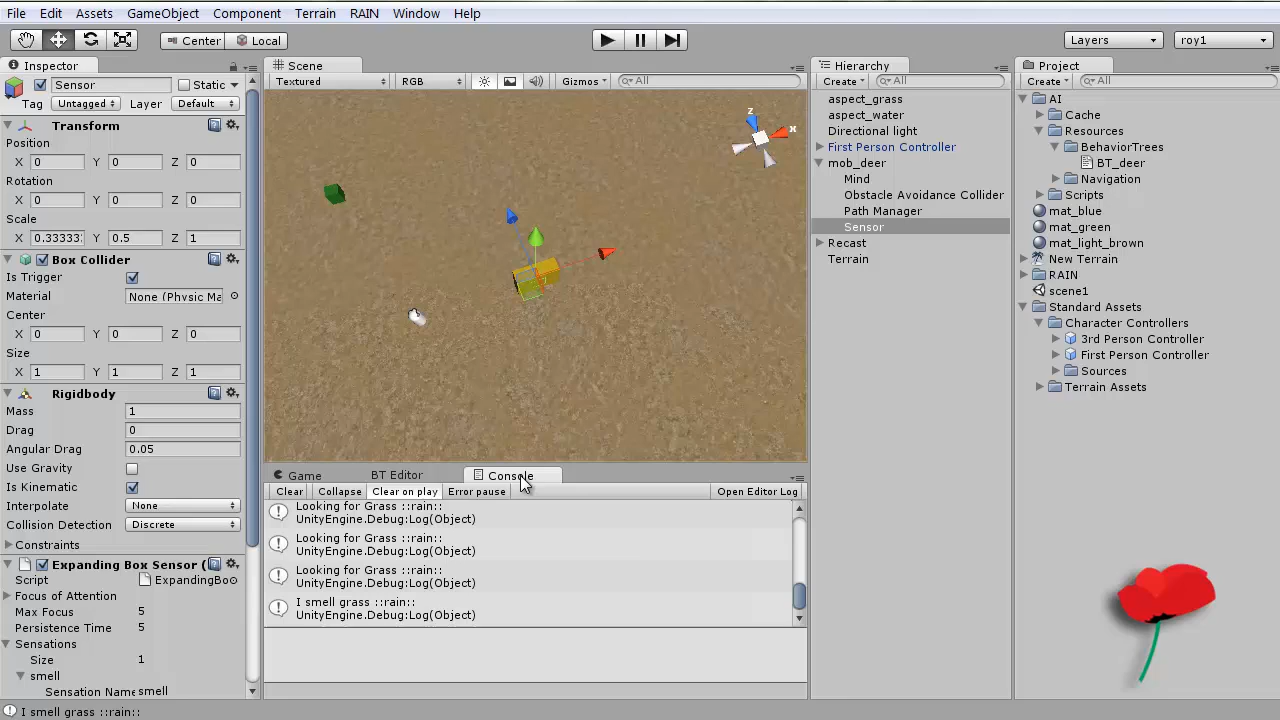 File Edit Assets GameObject Component Terrain RAIN Window Help
Center Local Layers roy1
Inspector
Sensor Static
Tag Untagged Layer Default
Transform
Position
X 0 Y 0 Z 0
Rotation
X 0 Y 0 Z 0
Scale
X 0.33333 Y 0.5 Z 1
Box Collider
Is Trigger
Material None (Physic Ma
Center
X 0 Y 0 Z 0
Size
X 1 Y 1 Z 1
Rigidbody
Mass 1
Drag 0
Angular Drag 0.05
Use Gravity
Is Kinematic
Interpolate None
Collision Detection Discrete
Constraints
Expanding Box Sensor (
Script ExpandingBo
Focus of Attention
Max Focus 5
Persistence Time 5
Sensations
Size 1
smell
Sensation Name smell
I smell grass ::rain::
Scene
Textured RGB Gizmos All
z
x
Game BT Editor Console
Clear Collapse Clear on play Error pause Open Editor Log
Looking for Grass ::rain::
UnityEngine.Debug:Log(Object)
Looking for Grass ::rain::
UnityEngine.Debug:Log(Object)
Looking for Grass ::rain::
UnityEngine.Debug:Log(Object)
I smell grass ::rain::
UnityEngine.Debug:Log(Object)
Hierarchy
Create All
aspect_grass
aspect_water
Directional light
First Person Controller
mob_deer
Mind
Obstacle Avoidance Collider
Path Manager
Sensor
Recast
Terrain
Project
Create All
AI
Cache
Resources
BehaviorTrees
BT_deer
Navigation
Scripts
mat_blue
mat_green
mat_light_brown
New Terrain
RAIN
scene1
Standard Assets
Character Controllers
3rd Person Controller
First Person Controller
Sources
Terrain Assets